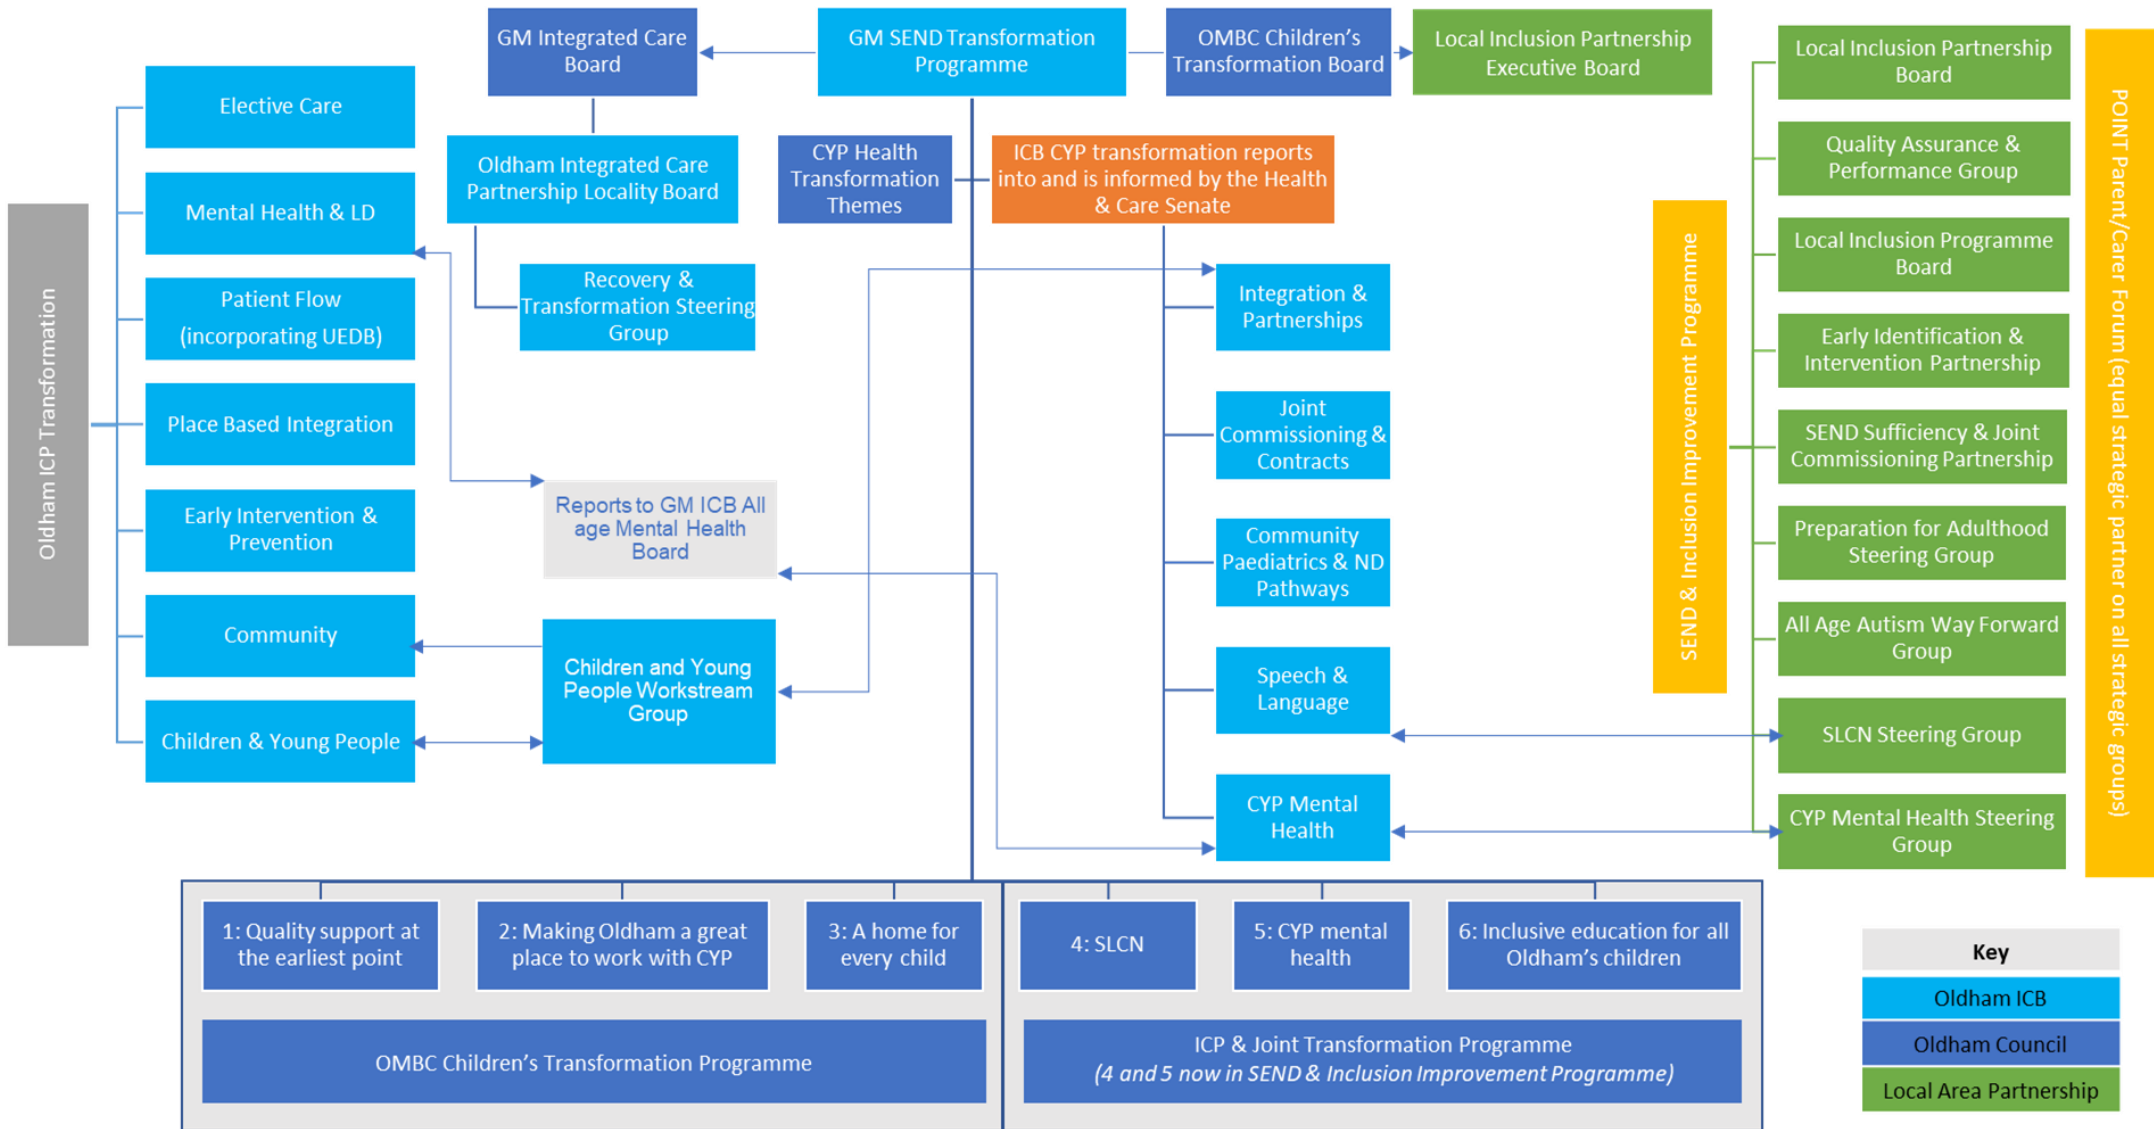 GM Integrated Care
Board
GM SEND Transformation
Programme
OMBC Children’s
Transformation Board
Local Inclusion Partnership
Executive Board
Oldham ICP Transformation
Elective Care
Mental Health & LD
Patient Flow
(incorporating UEDB)
Place Based Integration
Early Intervention &
Prevention
Community
Children & Young People
Oldham Integrated Care
Partnership Locality Board
Recovery &
Transformation Steering
Group
CYP Health
Transformation
Themes
ICB CYP transformation reports
into and is informed by the Health
& Care Senate
Reports to GM ICB All
age Mental Health
Board
Children and Young
People Workstream
Group
Integration &
Partnerships
Joint
Commissioning &
Contracts
Community
Paediatrics & ND
Pathways
Speech &
Language
CYP Mental
Health
SEND & Inclusion Improvement Programme
Local Inclusion Partnership
Board
Quality Assurance &
Performance Group
Local Inclusion Programme
Board
Early Identification &
Intervention Partnership
SEND Sufficiency & Joint
Commissioning Partnership
Preparation for Adulthood
Steering Group
All Age Autism Way Forward
Group
SLCN Steering Group
CYP Mental Health Steering
Group
POINT Parent/Carer Forum (equal strategic partner on all strategic groups)
1: Quality support at
the earliest point
2: Making Oldham a great
place to work with CYP
3: A home for
every child
4: SLCN
5: CYP mental
health
6: Inclusive education for all
Oldham’s children
OMBC Children’s Transformation Programme
ICP & Joint Transformation Programme
(4 and 5 now in SEND & Inclusion Improvement Programme)
Key
Oldham ICB
Oldham Council
Local Area Partnership